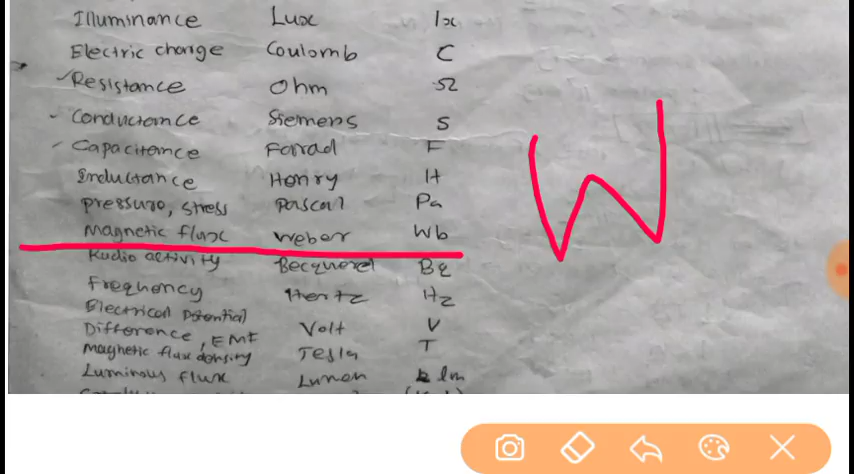 Illuminance Lux lx
Electric charge Coulomb C
Resistance Ohm Ω
Conductance Siemens S
Capacitance Farad F
Inductance Henry H
pressure, stress pascal Pa
Magnetic flux weber Wb
Radio activity Becquerel Bq
Frequency Hertz Hz
Electrical Potential
Difference, EMF Volt V
Magnetic flux density Tesla T
Luminous flux Lumen lm
W